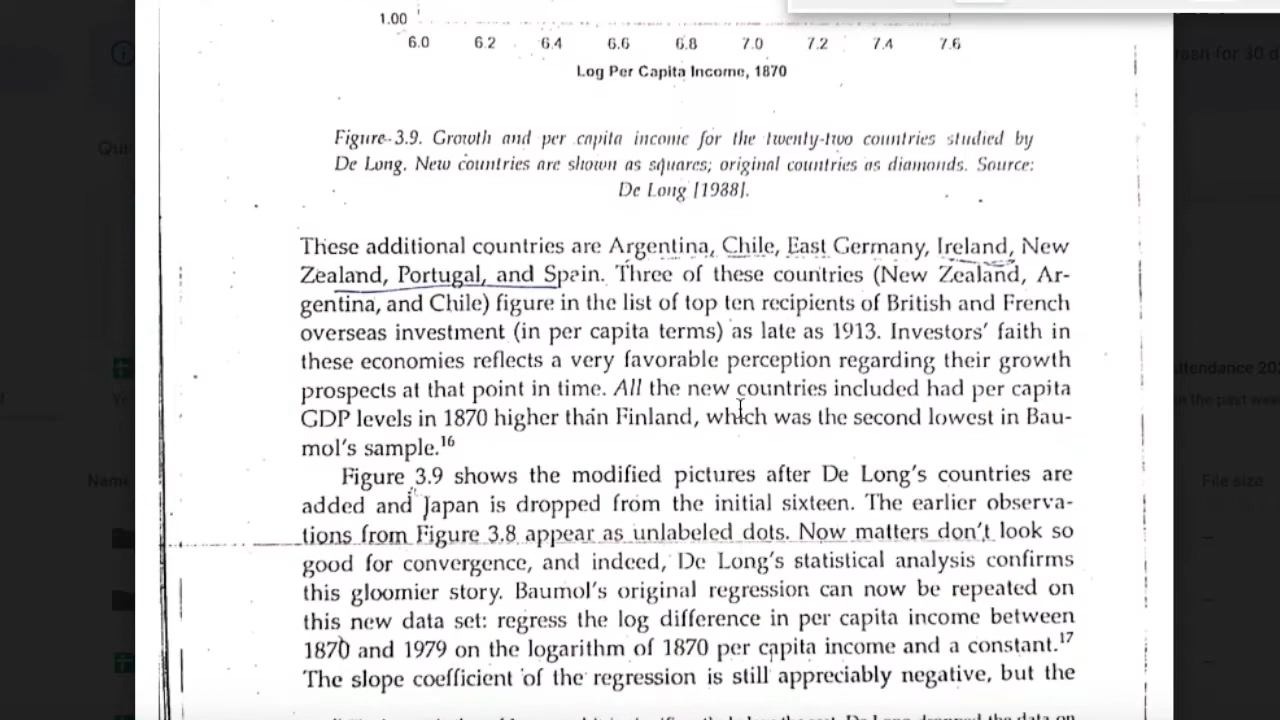 1.00
6.0 6.2 6.4 6.6 6.8 7.0 7.2 7.4 7.6
Log Per Capita Income, 1870
Figure 3.9. Growth and per capita income for the twenty-two countries studied by
De Long. New countries are shown as squares; original countries as diamonds. Source:
De Long [1988].
These additional countries are Argentina, Chile, East Germany, Ireland, New
Zealand, Portugal, and Spain. Three of these countries (New Zealand, Ar-
gentina, and Chile) figure in the list of top ten recipients of British and French
overseas investment (in per capita terms) as late as 1913. Investors' faith in
these economies reflects a very favorable perception regarding their growth
prospects at that point in time. All the new countries included had per capita
GDP levels in 1870 higher than Finland, which was the second lowest in Bau-
mol's sample.16
Figure 3.9 shows the modified pictures after De Long's countries are
added and Japan is dropped from the initial sixteen. The earlier observa-
tions from Figure 3.8 appear as unlabeled dots. Now matters don't look so
good for convergence, and indeed, De Long's statistical analysis confirms
this gloomier story. Baumol's original regression can now be repeated on
this new data set: regress the log difference in per capita income between
1870 and 1979 on the logarithm of 1870 per capita income and a constant.17
The slope coefficient of the regression is still appreciably negative, but the
rash for 30 d
Attendance 20
n the past wee
Name
File size